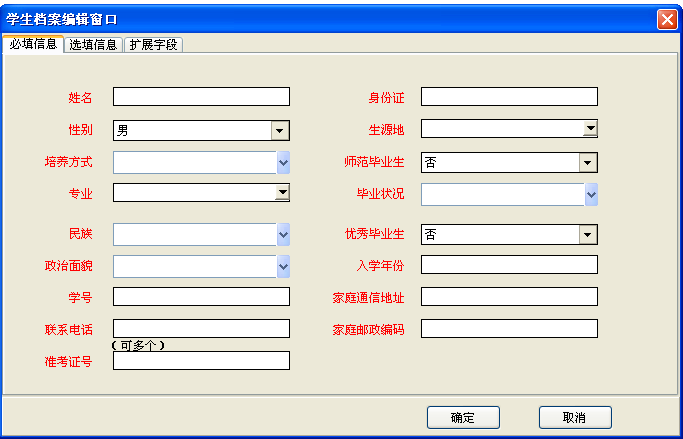 学生档案编辑窗口
必填信息 选填信息 扩展字段
姓名 身份证
性别 男 生源地
培养方式 师范毕业生 否
专业 毕业状况
民族 优秀毕业生 否
政治面貌 入学年份
学号 家庭通信地址
联系电话 家庭邮政编码
(可多个)
准考证号
确定 取消